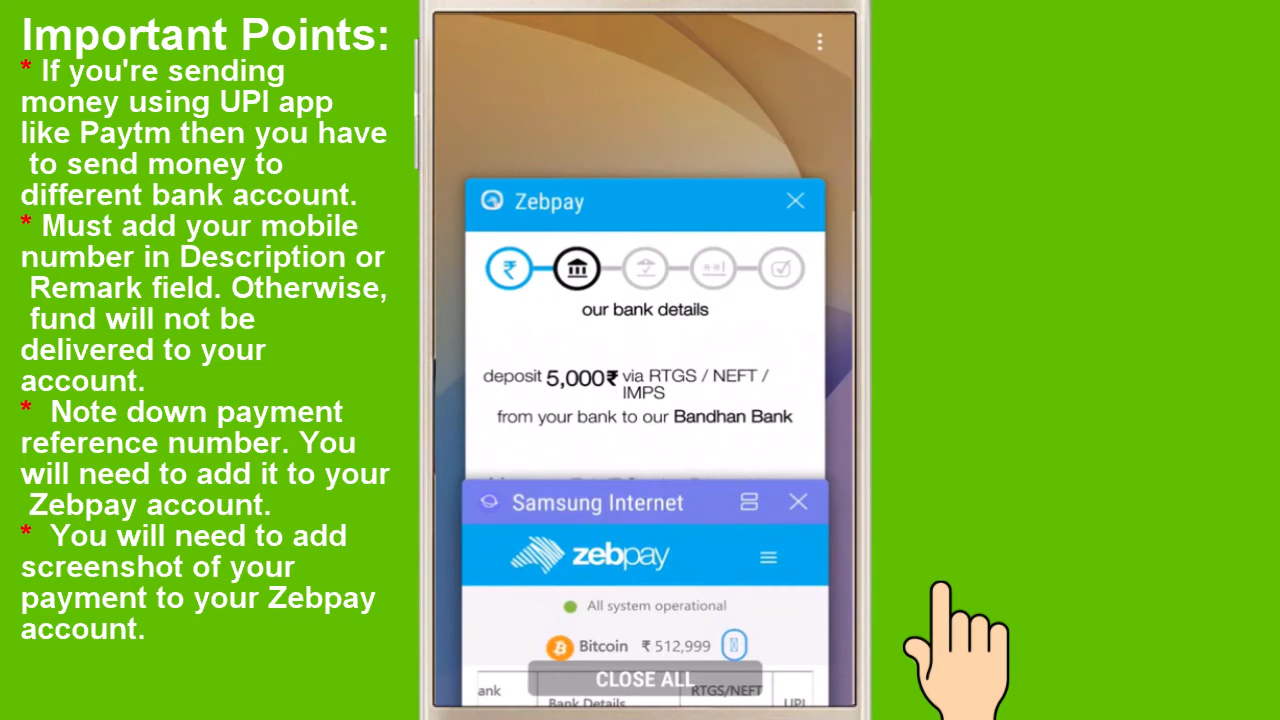 Important Points:
* If you're sending
money using UPI app
like Paytm then you have
to send money to
different bank account.
* Must add your mobile
number in Description or
Remark field. Otherwise,
fund will not be
delivered to your
account.
* Note down payment
reference number. You
will need to add it to your
Zebpay account.
* You will need to add
screenshot of your
payment to your Zebpay
account.
Zebpay
our bank details
deposit 5,000₹ via RTGS / NEFT /
IMPS
from your bank to our Bandhan Bank
Samsung Internet
zebpay
All system operational
Bitcoin ₹ 512,999
CLOSE ALL
ank
Bank Details
RTGS/NEFT
UPI